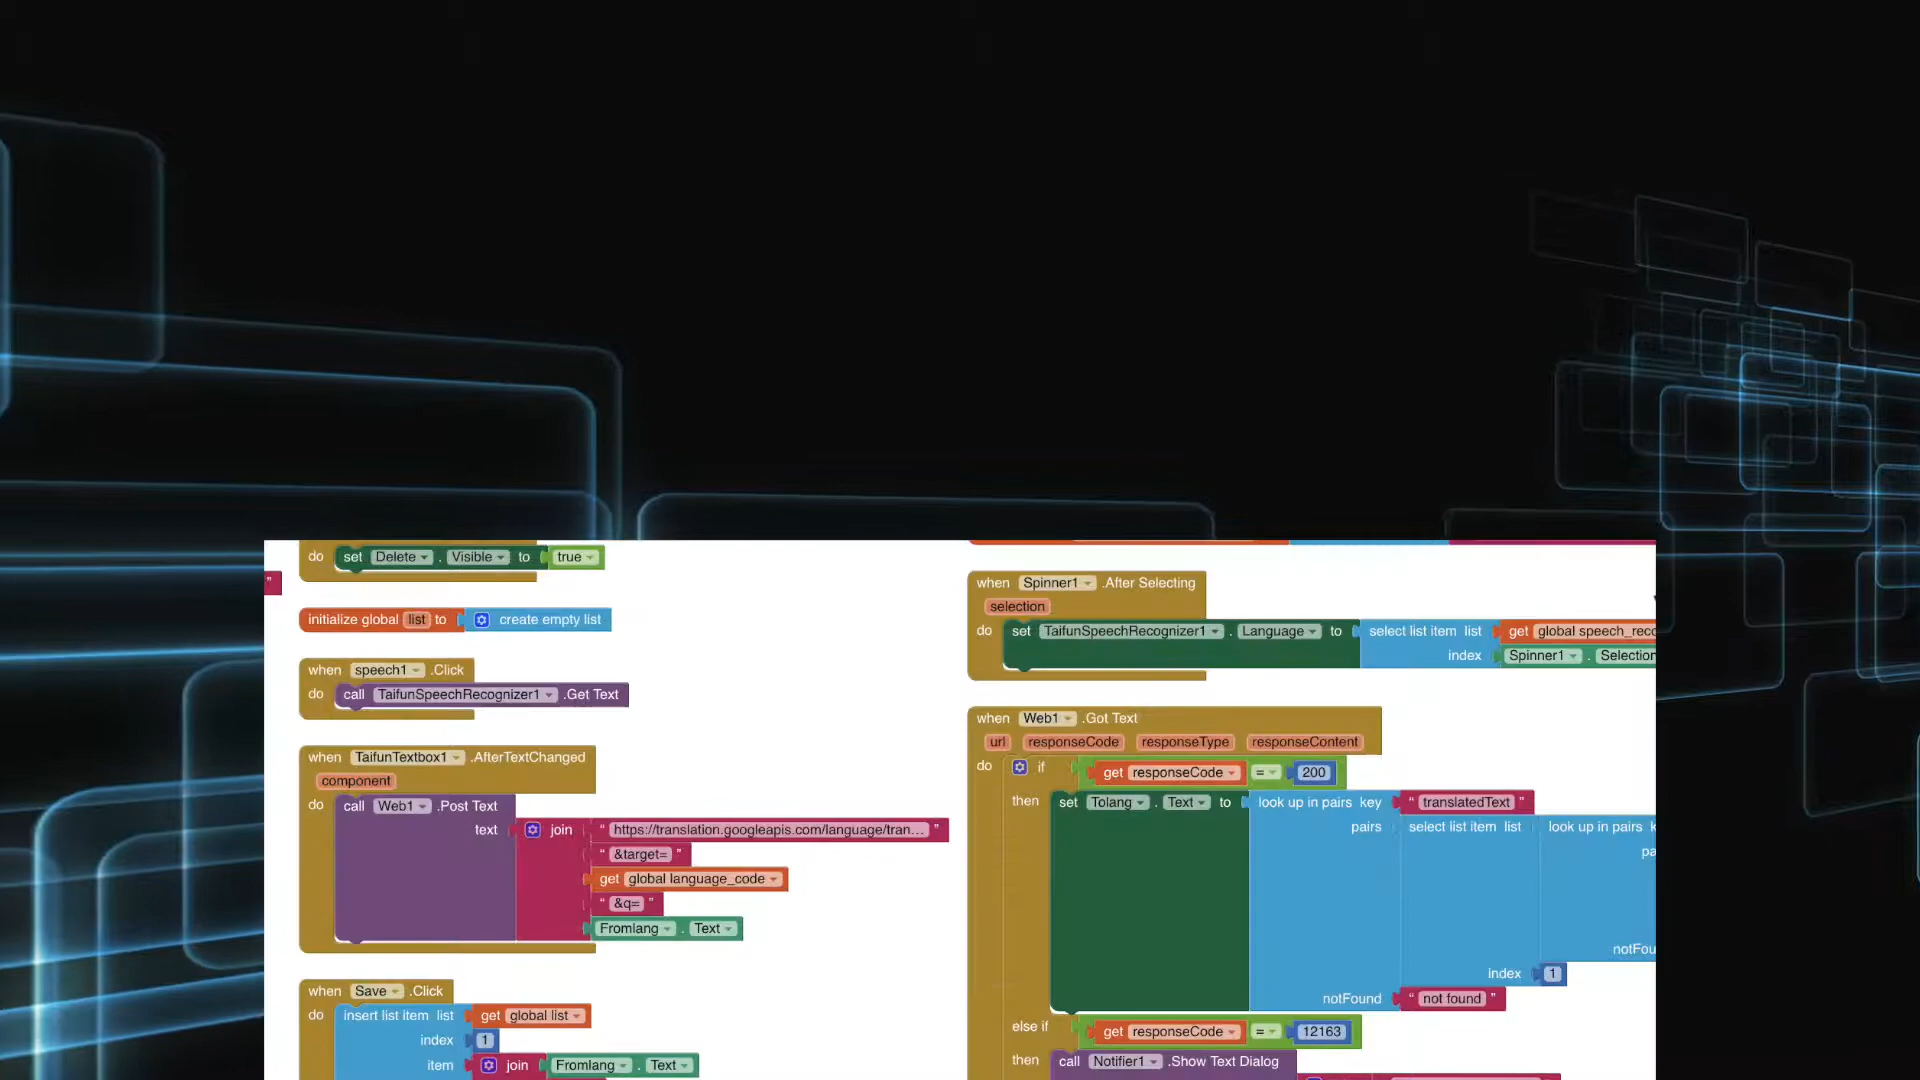 do set Delete . Visible to true
"
initialize global list to create empty list
when speech1 .Click
do call TaifunSpeechRecognizer1 .Get Text
when TaifunTextbox1 .AfterTextChanged
component
do call Web1 .Post Text
text join " https://translation.googleapis.com/language/tran... "
" &target= "
get global language_code
" &q= "
Fromlang . Text
when Save .Click
do insert list item list get global list
index 1
item join Fromlang . Text
when Spinner1 .After Selecting
selection
do set TaifunSpeechRecognizer1 . Language to select list item list get global speech_reco
index Spinner1 . Selection
when Web1 .Got Text
url responseCode responseType responseContent
do if get responseCode = 200
then set Tolang . Text to look up in pairs key " translatedText "
pairs select list item list look up in pairs k
pa
notFou
index 1
notFound " not found "
else if get responseCode = 12163
then call Notifier1 .Show Text Dialog